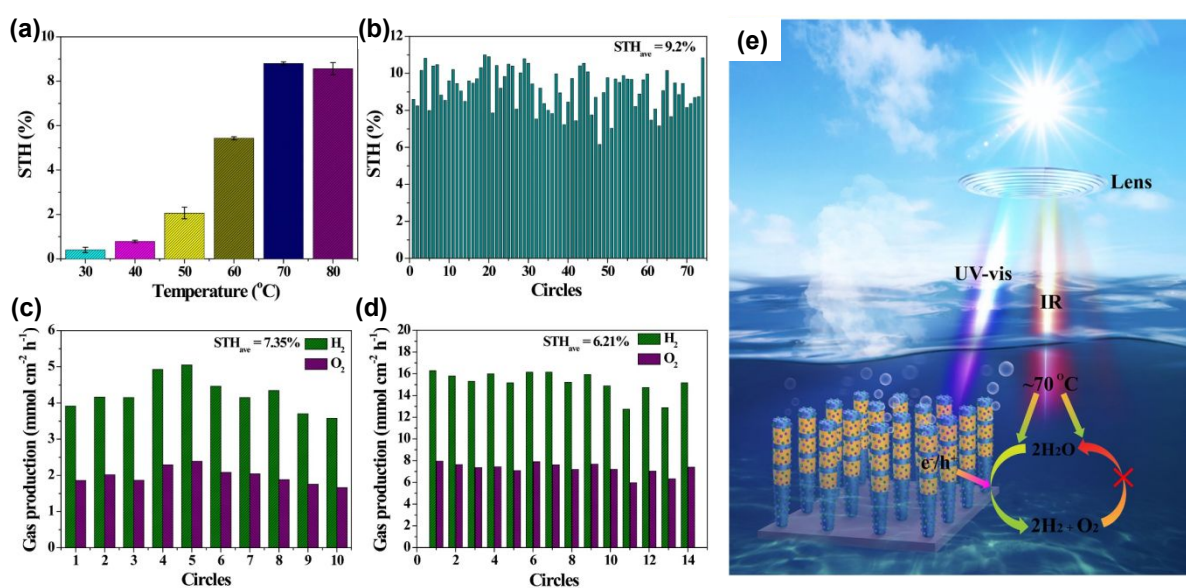 (a)
STH (%)
10
8
6
4
2
0
30 40 50 60 70 80
Temperature (°C)
(b)
STH_ave = 9.2%
STH (%)
12
10
8
6
4
2
0
0 10 20 30 40 50 60 70
Circles
(c)
STH_ave = 7.35%
H₂
O₂
Gas production (mmol cm⁻² h⁻¹)
6
5
4
3
2
1
0
1 2 3 4 5 6 7 8 9 10
Circles
(d)
STH_ave = 6.21%
H₂
O₂
Gas production (mmol cm⁻² h⁻¹)
20
18
16
14
12
10
8
6
4
2
0
0 2 4 6 8 10 12 14
Circles
(e)
Lens
UV-vis
IR
~70 °C
e⁻/h⁺
2H₂O
2H₂ + O₂